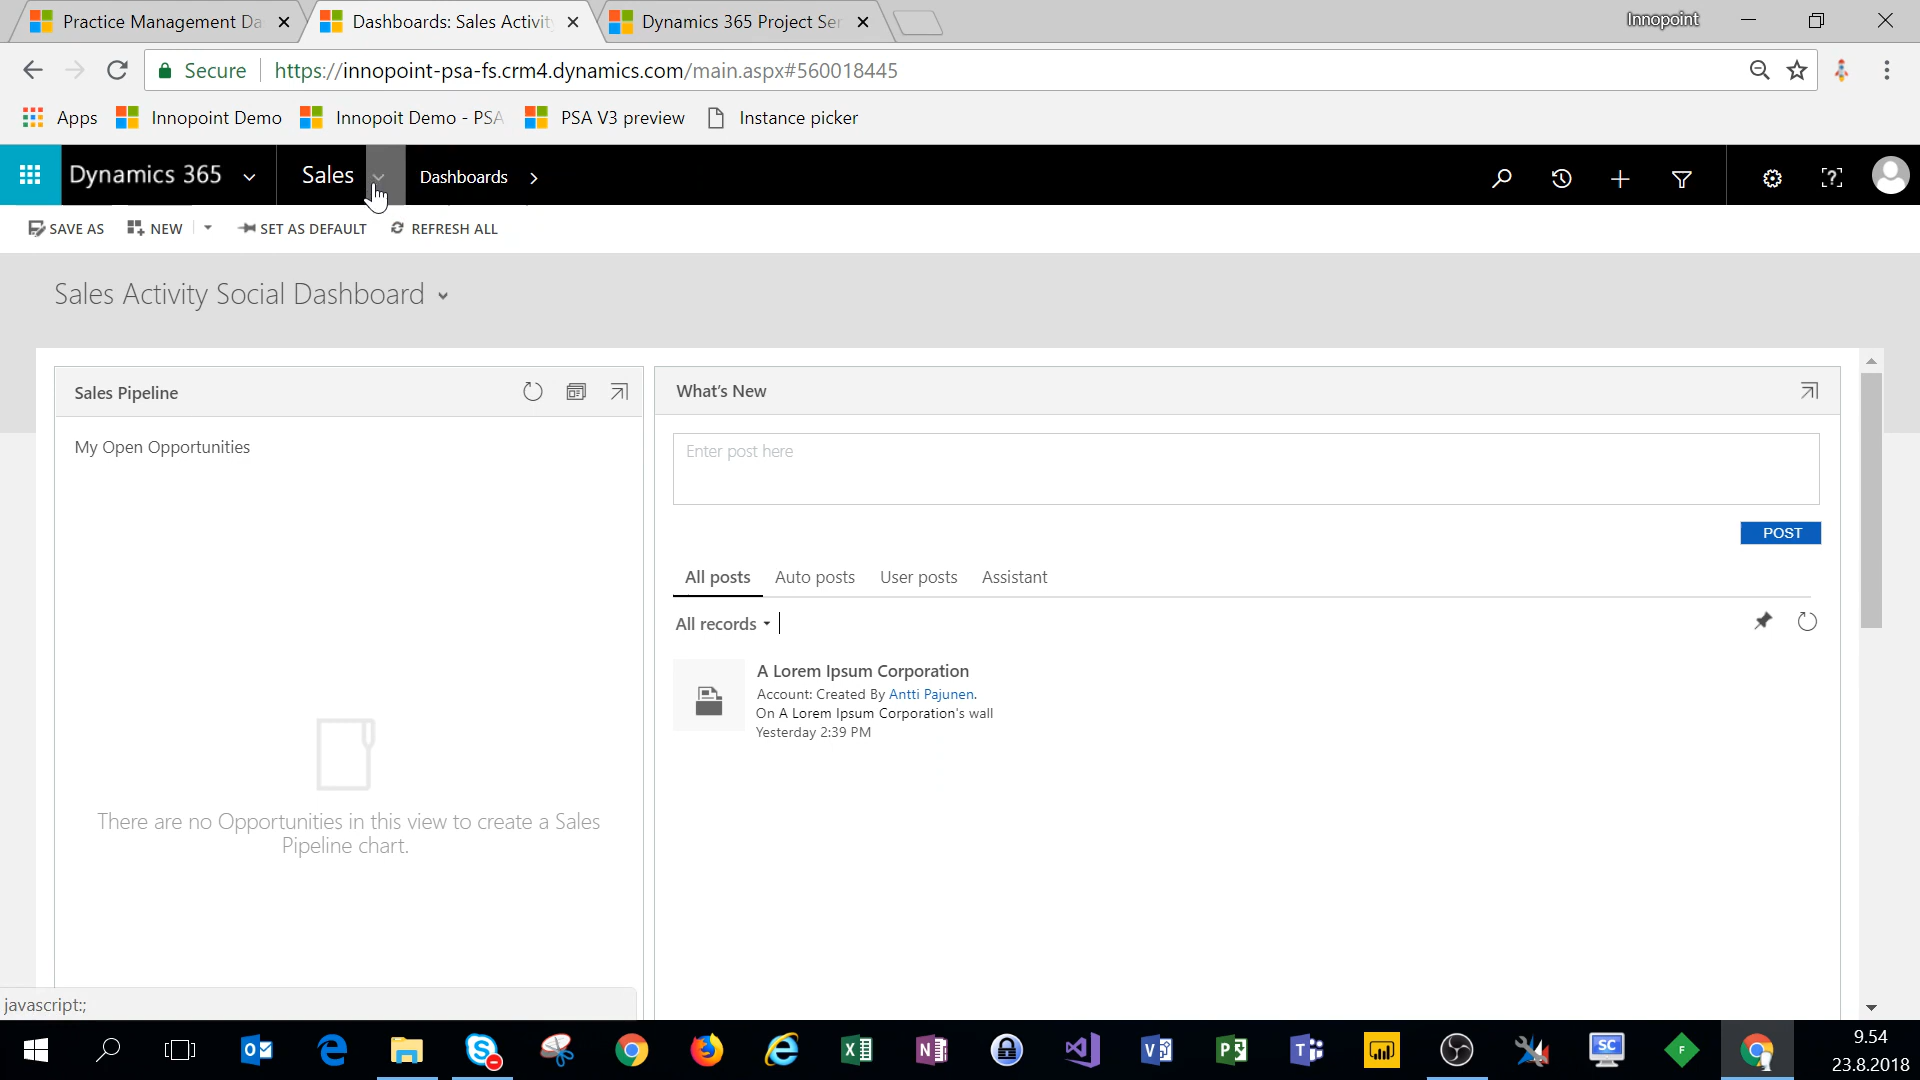 Practice Management Da
Dashboards: Sales Activit
Dynamics 365 Project Ser
Innopoint
Secure
https://innopoint-psa-fs.crm4.dynamics.com/main.aspx#560018445
Apps
Innopoint Demo
Innopoit Demo - PSA
PSA V3 preview
Instance picker
Dynamics 365
Sales
Dashboards
SAVE AS
NEW
SET AS DEFAULT
REFRESH ALL
Sales Activity Social Dashboard
Sales Pipeline
My Open Opportunities
There are no Opportunities in this view to create a Sales
Pipeline chart.
What's New
Enter post here
POST
All posts
Auto posts
User posts
Assistant
All records
A Lorem Ipsum Corporation
Account: Created By Antti Pajunen.
On A Lorem Ipsum Corporation's wall
Yesterday 2:39 PM
javascript:;
SC
F
9.54
23.8.2018